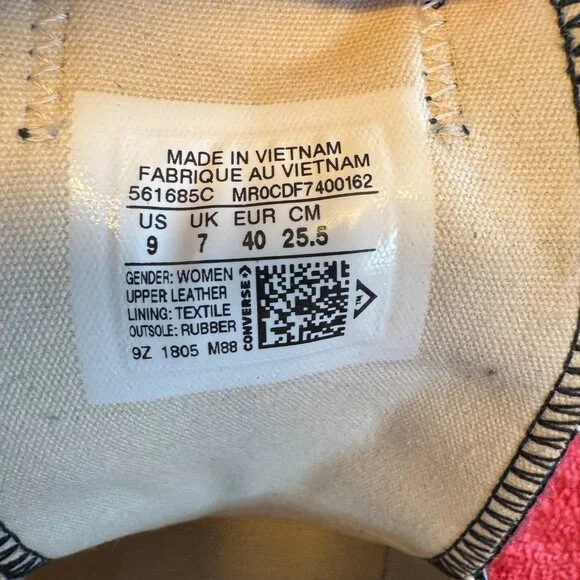 MADE IN VIETNAM
FABRIQUE AU VIETNAM
561685C MR0CDF7400162
US UK EUR CM
9 7 40 25.5
GENDER: WOMEN
UPPER LEATHER
LINING: TEXTILE
OUTSOLE: RUBBER
CONVERSE
TM
9Z 1805 M88